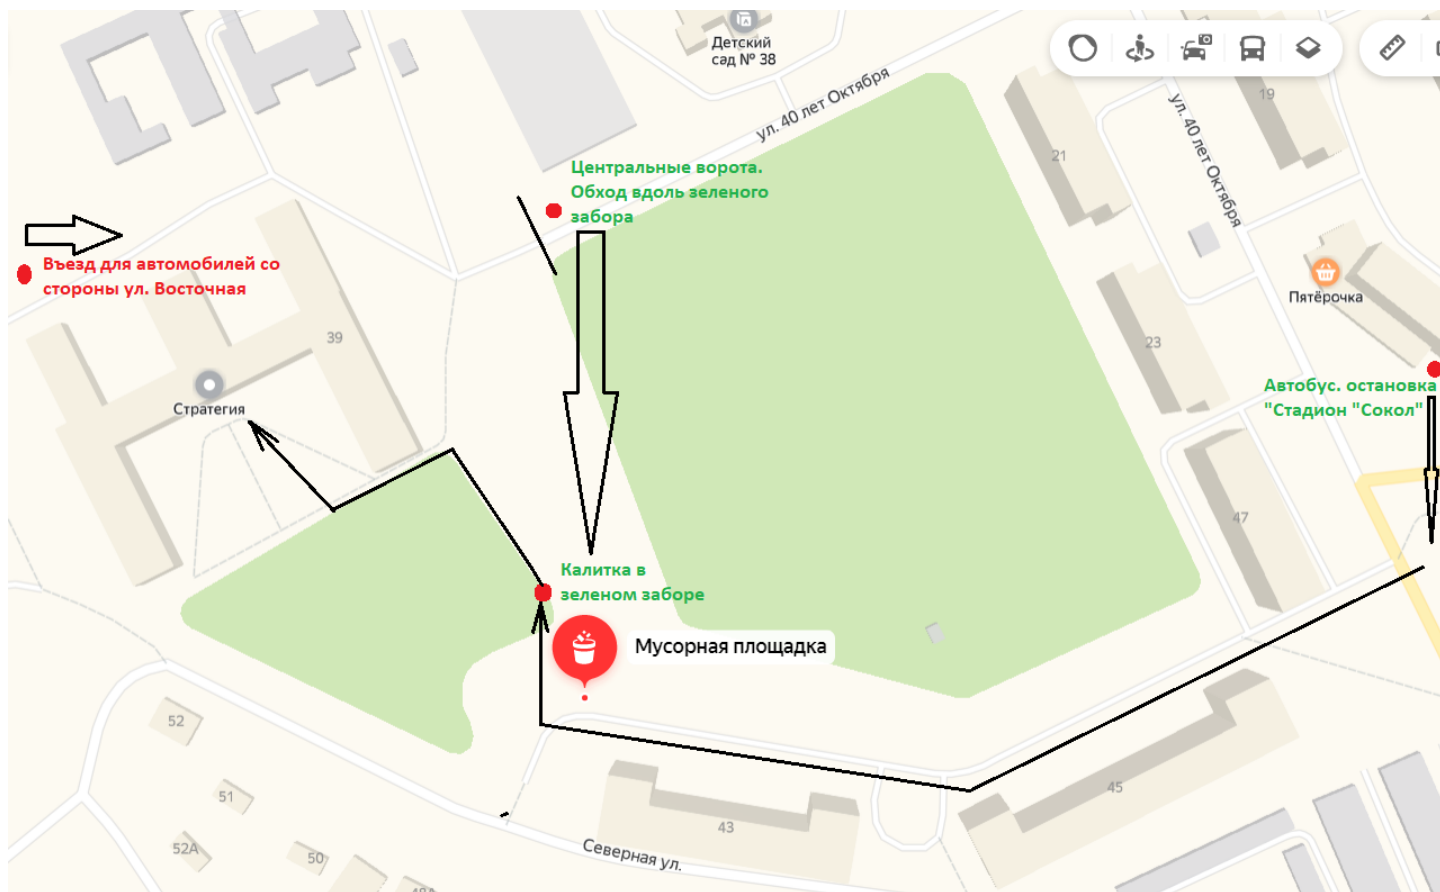 Детский
сад № 38
ул. 40 лет Октября
19
ул. 40 лет Октября
21
Центральные ворота.
Обход вдоль зеленого
забора
Въезд для автомобилей со
стороны ул. Восточная
Пятёрочка
39
23
Стратегия
Автобус. остановка
"Стадион "Сокол"
47
Калитка в
зеленом заборе
Мусорная площадка
52
51
45
43
52А
50
Северная ул.
48А